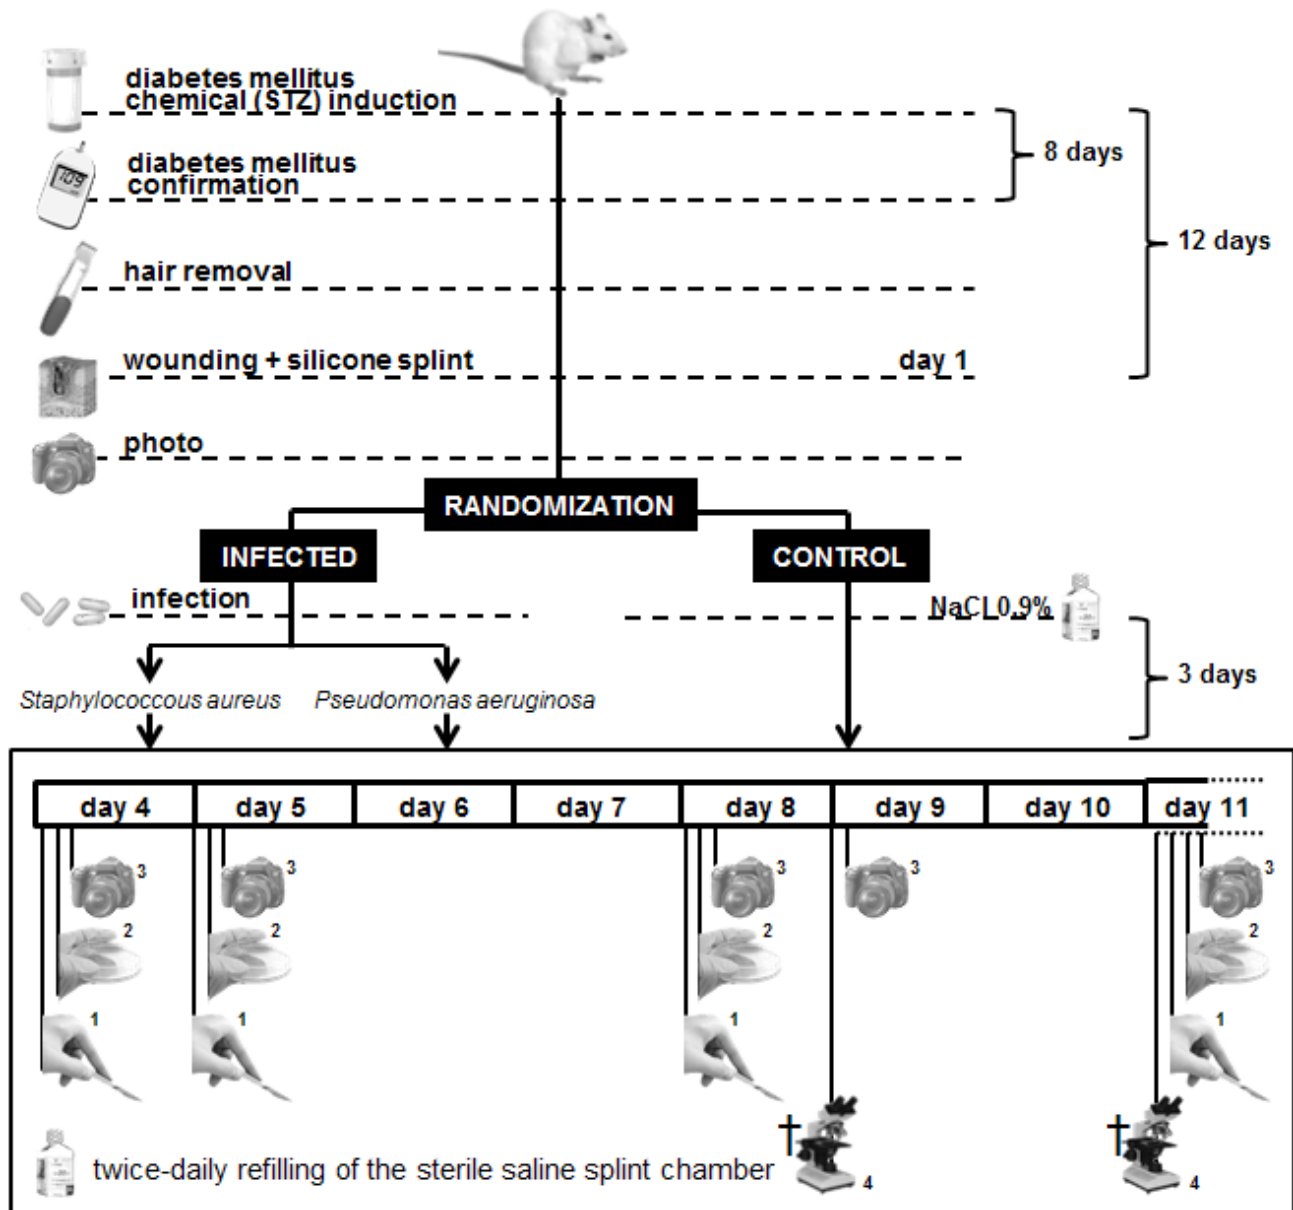 diabetes mellitus
chemical (STZ) induction
8 days
109
diabetes mellitus
confirmation
12 days
hair removal
wounding + silicone splint
day 1
photo
RANDOMIZATION
INFECTED
CONTROL
infection
NaCL0.9%
3 days
Staphylococcous aureus
Pseudomonas aeruginosa
day 4
day 5
day 6
day 7
day 8
day 9
day 10
day 11
3
3
3
3
3
2
2
2
2
1
1
1
1
†
†
twice-daily refilling of the sterile saline splint chamber
4
4